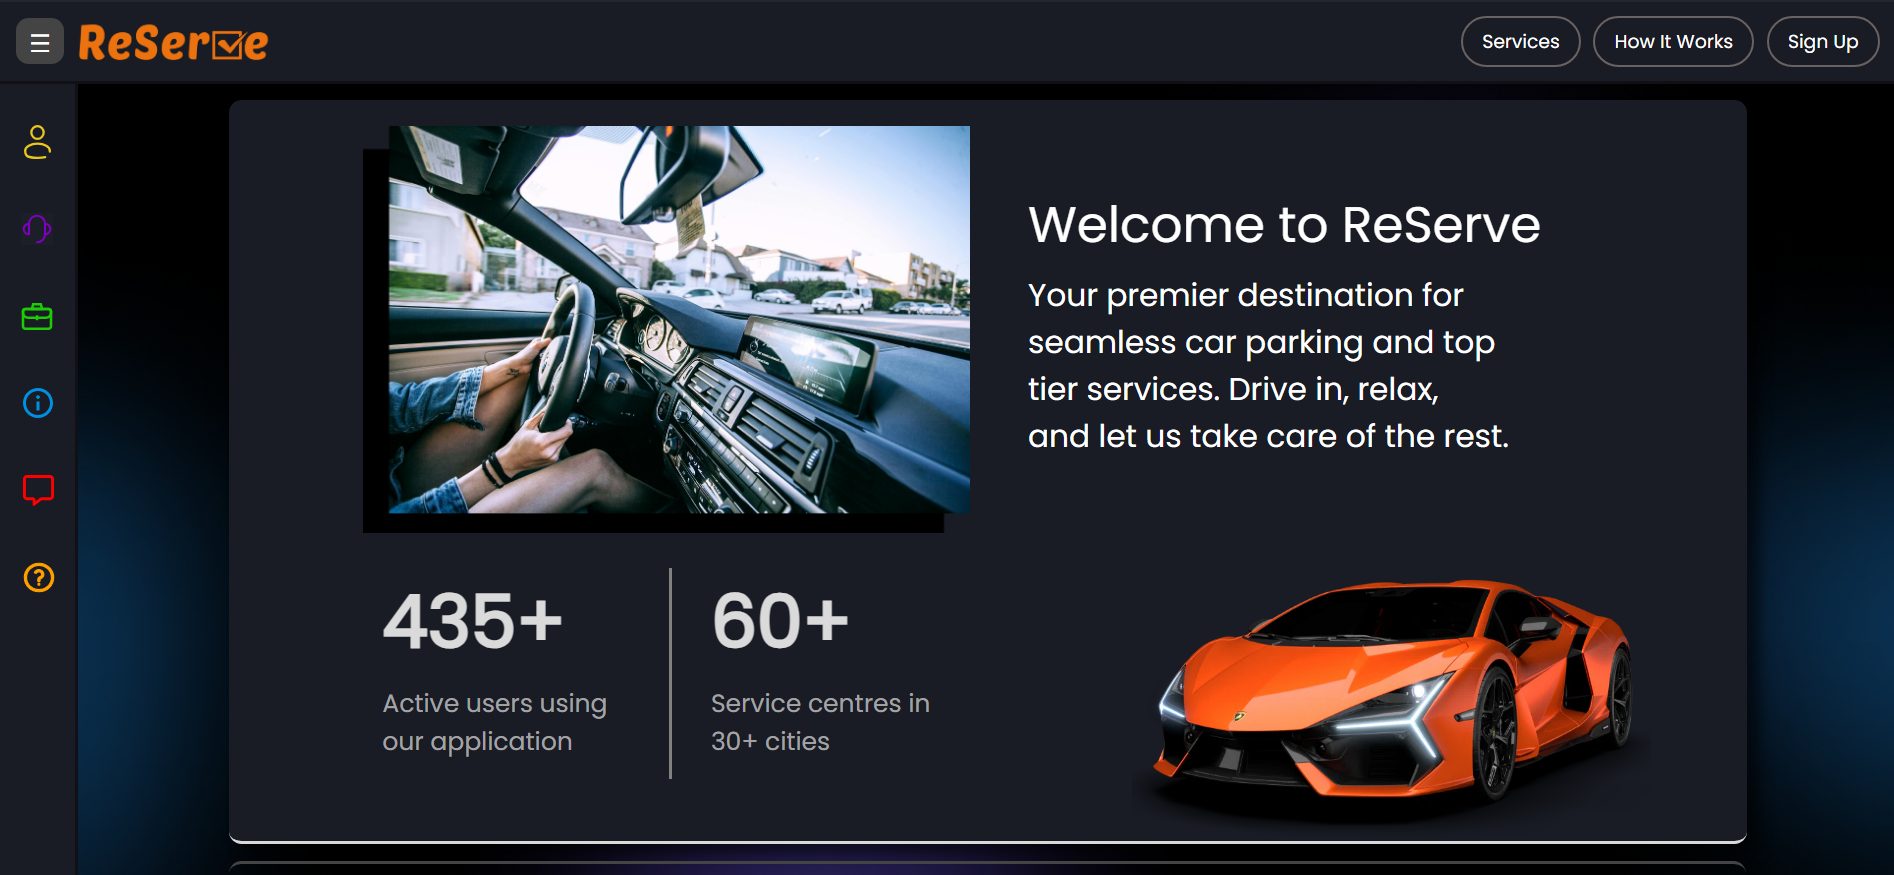 ReServe
Services
How It Works
Sign Up
Welcome to ReServe
Your premier destination for
seamless car parking and top
tier services. Drive in, relax,
and let us take care of the rest.
435+
Active users using
our application
60+
Service centres in
30+ cities